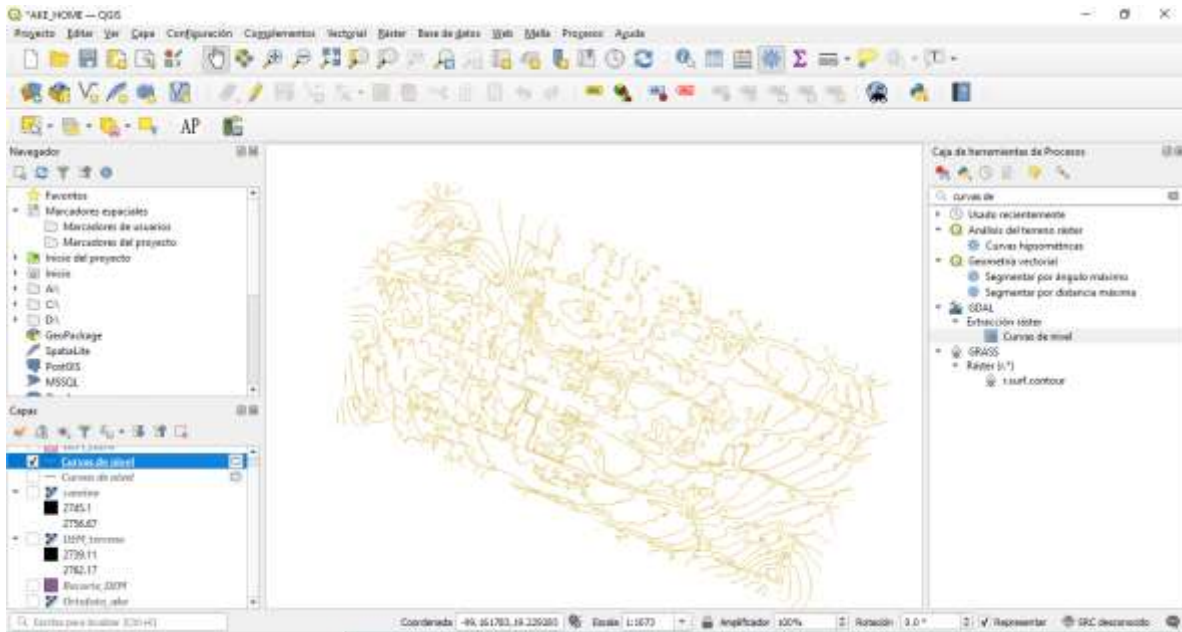 *AKE_HOME — QGIS
Proyecto Editar Ver Capa Configuración Complementos Vectorial Ráster Base de datos Web Malla Procesos Ayuda
AP
Navegador
Favoritos
Marcadores espaciales
Marcadores de usuarios
Marcadores del proyecto
Inicio del proyecto
Inicio
A:\
C:\
D:\
GeoPackage
SpatiaLite
PostGIS
MSSQL
Capas
Curvas de nivel
Curvas de nivel
2745.1
2756.67
DEM_terreno
2739.11
2762.17
Recorte_DEM
Ortofoto_ake
Caja de herramientas de Procesos
curvas de
Usado recientemente
Análisis del terreno ráster
Curvas hipsométricas
Geometría vectorial
Segmentar por ángulo máximo
Segmentar por distancia máxima
GDAL
Extracción ráster
Curvas de nivel
GRASS
Ráster (r.*)
r.surf.contour
Escriba para localizar (Ctrl+K)
Coordenada
Escala 1:1073
Amplificador 100%
Rotación 0.0 °
Representar
SRC desconocido